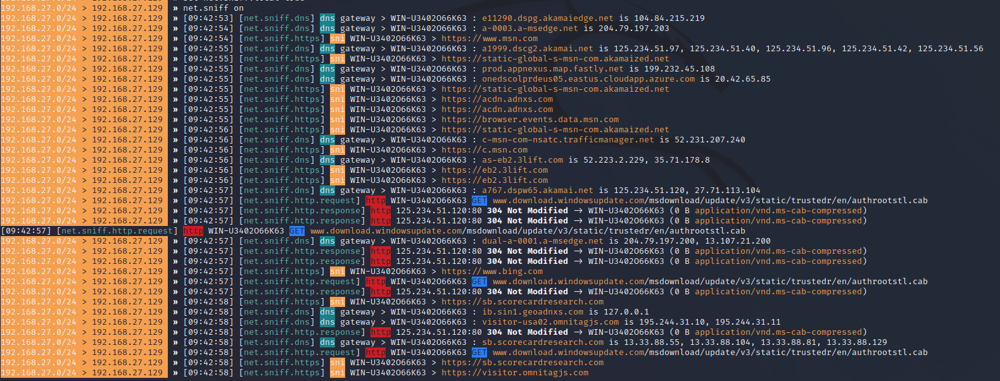 192.168.27.0/24 > 192.168.27.129 » net.sniff on
192.168.27.0/24 > 192.168.27.129 » [09:42:53] [net.sniff.dns] dns gateway > WIN-U3402O66K63 : e11290.dspg.akamaiedge.net is 104.84.215.219
192.168.27.0/24 > 192.168.27.129 » [09:42:54] [net.sniff.dns] dns gateway > WIN-U3402O66K63 : a-0003.a-msedge.net is 204.79.197.203
192.168.27.0/24 > 192.168.27.129 » [09:42:54] [net.sniff.https] sni WIN-U3402O66K63 > https://www.msn.com
192.168.27.0/24 > 192.168.27.129 » [09:42:55] [net.sniff.dns] dns gateway > WIN-U3402O66K63 : a1999.dscg2.akamai.net is 125.234.51.97, 125.234.51.40, 125.234.51.96, 125.234.51.42, 125.234.51.56
192.168.27.0/24 > 192.168.27.129 » [09:42:55] [net.sniff.https] sni WIN-U3402O66K63 > https://static-global-s-msn-com.akamaized.net
192.168.27.0/24 > 192.168.27.129 » [09:42:55] [net.sniff.dns] dns gateway > WIN-U3402O66K63 : prod.appnexus.map.fastly.net is 199.232.45.108
192.168.27.0/24 > 192.168.27.129 » [09:42:55] [net.sniff.dns] dns gateway > WIN-U3402O66K63 : onedscolprdeus05.eastus.cloudapp.azure.com is 20.42.65.85
192.168.27.0/24 > 192.168.27.129 » [09:42:55] [net.sniff.https] sni WIN-U3402O66K63 > https://static-global-s-msn-com.akamaized.net
192.168.27.0/24 > 192.168.27.129 » [09:42:55] [net.sniff.https] sni WIN-U3402O66K63 > https://acdn.adnxs.com
192.168.27.0/24 > 192.168.27.129 » [09:42:55] [net.sniff.https] sni WIN-U3402O66K63 > https://acdn.adnxs.com
192.168.27.0/24 > 192.168.27.129 » [09:42:55] [net.sniff.https] sni WIN-U3402O66K63 > https://browser.events.data.msn.com
192.168.27.0/24 > 192.168.27.129 » [09:42:56] [net.sniff.https] sni WIN-U3402O66K63 > https://static-global-s-msn-com.akamaized.net
192.168.27.0/24 > 192.168.27.129 » [09:42:56] [net.sniff.dns] dns gateway > WIN-U3402O66K63 : c-msn-com-nsatc.trafficmanager.net is 52.231.207.240
192.168.27.0/24 > 192.168.27.129 » [09:42:56] [net.sniff.https] sni WIN-U3402O66K63 > https://c.msn.com
192.168.27.0/24 > 192.168.27.129 » [09:42:56] [net.sniff.dns] dns gateway > WIN-U3402O66K63 : as-eb2.3lift.com is 52.223.2.229, 35.71.178.8
192.168.27.0/24 > 192.168.27.129 » [09:42:56] [net.sniff.https] sni WIN-U3402O66K63 > https://eb2.3lift.com
192.168.27.0/24 > 192.168.27.129 » [09:42:56] [net.sniff.https] sni WIN-U3402O66K63 > https://eb2.3lift.com
192.168.27.0/24 > 192.168.27.129 » [09:42:57] [net.sniff.dns] dns gateway > WIN-U3402O66K63 : a767.dspw65.akamai.net is 125.234.51.120, 27.71.113.104
192.168.27.0/24 > 192.168.27.129 » [09:42:57] [net.sniff.http.request] http WIN-U3402O66K63 GET www.download.windowsupdate.com/msdownload/update/v3/static/trustedr/en/authrootstl.cab
192.168.27.0/24 > 192.168.27.129 » [09:42:57] [net.sniff.http.response] http 125.234.51.120:80 304 Not Modified → WIN-U3402O66K63 (0 B application/vnd.ms-cab-compressed)
192.168.27.0/24 > 192.168.27.129 » [09:42:57] [net.sniff.http.response] http 125.234.51.120:80 304 Not Modified → WIN-U3402O66K63 (0 B application/vnd.ms-cab-compressed)
[09:42:57] [net.sniff.http.request] http WIN-U3402O66K63 GET www.download.windowsupdate.com/msdownload/update/v3/static/trustedr/en/authrootstl.cab
192.168.27.0/24 > 192.168.27.129 » [09:42:57] [net.sniff.dns] dns gateway > WIN-U3402O66K63 : dual-a-0001.a-msedge.net is 204.79.197.200, 13.107.21.200
192.168.27.0/24 > 192.168.27.129 » [09:42:57] [net.sniff.http.response] http 125.234.51.120:80 304 Not Modified → WIN-U3402O66K63 (0 B application/vnd.ms-cab-compressed)
192.168.27.0/24 > 192.168.27.129 » [09:42:57] [net.sniff.http.response] http 125.234.51.120:80 304 Not Modified → WIN-U3402O66K63 (0 B application/vnd.ms-cab-compressed)
192.168.27.0/24 > 192.168.27.129 » [09:42:57] [net.sniff.https] sni WIN-U3402O66K63 > https://www.bing.com
192.168.27.0/24 > 192.168.27.129 » [09:42:57] [net.sniff.http.request] http WIN-U3402O66K63 GET www.download.windowsupdate.com/msdownload/update/v3/static/trustedr/en/authrootstl.cab
192.168.27.0/24 > 192.168.27.129 » [09:42:57] [net.sniff.http.response] http 125.234.51.120:80 304 Not Modified → WIN-U3402O66K63 (0 B application/vnd.ms-cab-compressed)
192.168.27.0/24 > 192.168.27.129 » [09:42:58] [net.sniff.https] sni WIN-U3402O66K63 > https://sb.scorecardresearch.com
192.168.27.0/24 > 192.168.27.129 » [09:42:58] [net.sniff.dns] dns gateway > WIN-U3402O66K63 : ib.sin1.geoadnxs.com is 127.0.0.1
192.168.27.0/24 > 192.168.27.129 » [09:42:58] [net.sniff.dns] dns gateway > WIN-U3402O66K63 : visitor-usa02.omnitagjs.com is 195.244.31.10, 195.244.31.11
192.168.27.0/24 > 192.168.27.129 » [09:42:58] [net.sniff.http.response] http 125.234.51.120:80 304 Not Modified → WIN-U3402O66K63 (0 B application/vnd.ms-cab-compressed)
192.168.27.0/24 > 192.168.27.129 » [09:42:58] [net.sniff.dns] dns gateway > WIN-U3402O66K63 : sb.scorecardresearch.com is 13.33.88.55, 13.33.88.104, 13.33.88.81, 13.33.88.129
192.168.27.0/24 > 192.168.27.129 » [09:42:58] [net.sniff.http.request] http WIN-U3402O66K63 GET www.download.windowsupdate.com/msdownload/update/v3/static/trustedr/en/authrootstl.cab
192.168.27.0/24 > 192.168.27.129 » [09:42:58] [net.sniff.https] sni WIN-U3402O66K63 > https://sb.scorecardresearch.com
192.168.27.0/24 > 192.168.27.129 » [09:42:58] [net.sniff.https] sni WIN-U3402O66K63 > https://visitor.omnitagjs.com